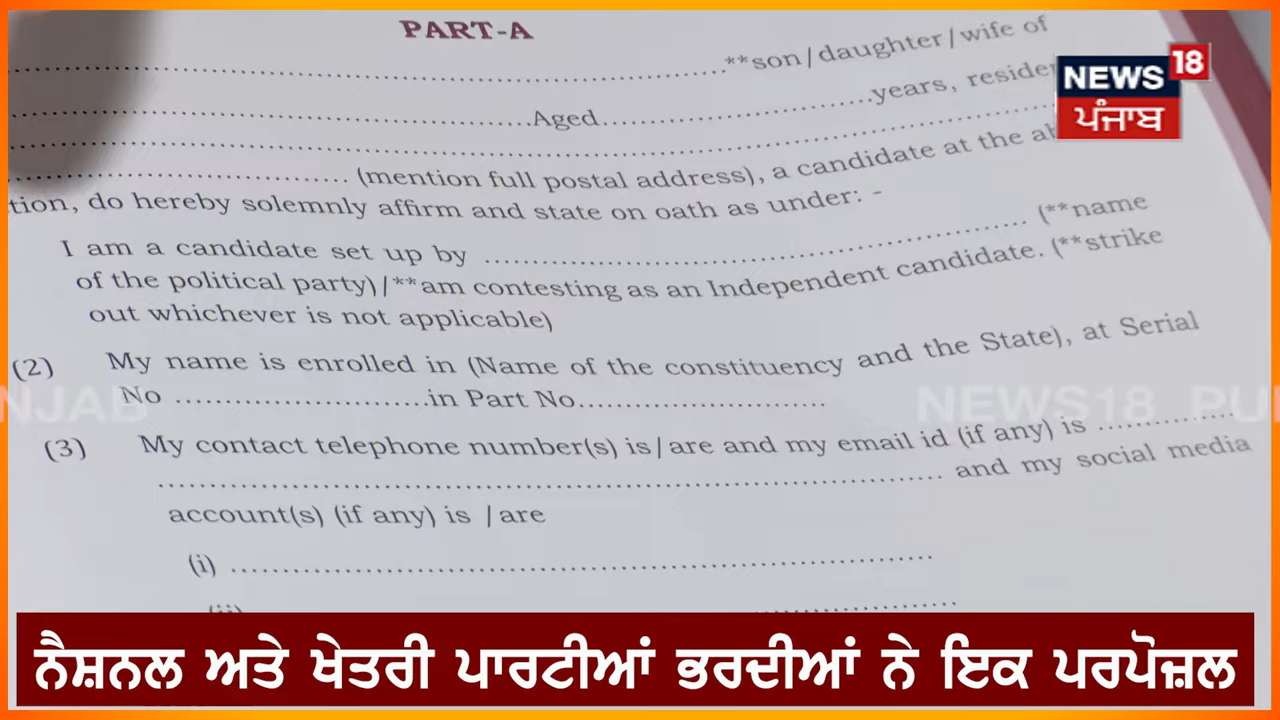 PART-A
**son/daughter/wife of
Aged years,
(mention full postal address), a candidate at the
do hereby solemnly affirm and state on oath as under: -
I am a candidate set up by (**name
of the political party)/**am contesting as an Independent candidate. (**strike
out whichever is not applicable)
(2) My name is enrolled in (Name of the constituency and the State), at Serial
No in Part No
(3) My contact telephone number(s) is/are and my email id (if any) is
and my social media
account(s) (if any) is /are
(i)
NEWS 18
ਪੰਜਾਬ
NEWS18
ਨੈਸ਼ਨਲ ਅਤੇ ਖੇਤਰੀ ਪਾਰਟੀਆਂ ਭਰਦੀਆਂ ਨੇ ਇਕ ਪਰਪੋਜ਼ਲ